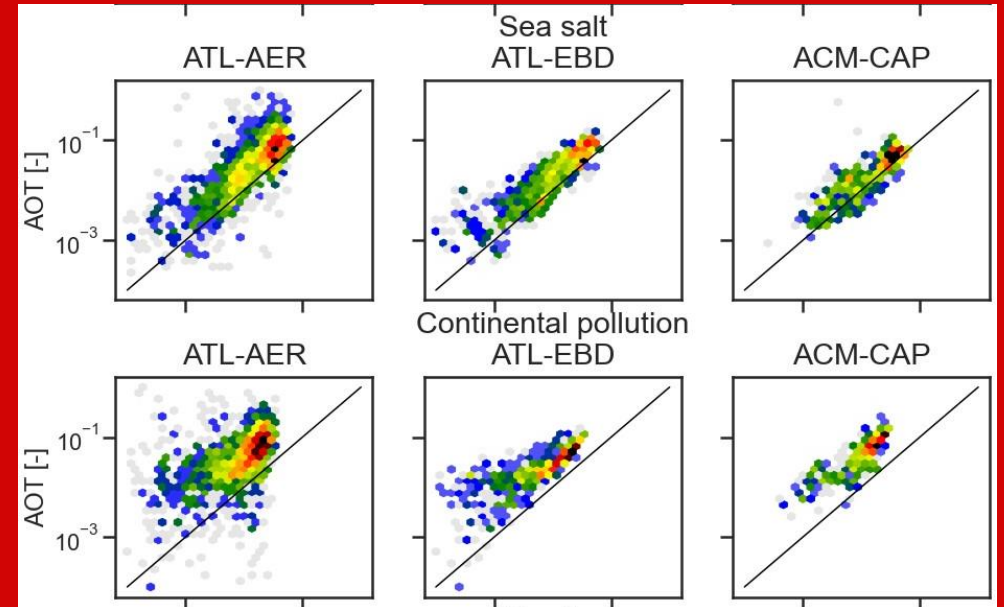 Sea salt
ATL-AER ATL-EBD ACM-CAP
AOT [-]
10⁻¹
10⁻³
Continental pollution
ATL-AER ATL-EBD ACM-CAP
AOT [-]
10⁻¹
10⁻³